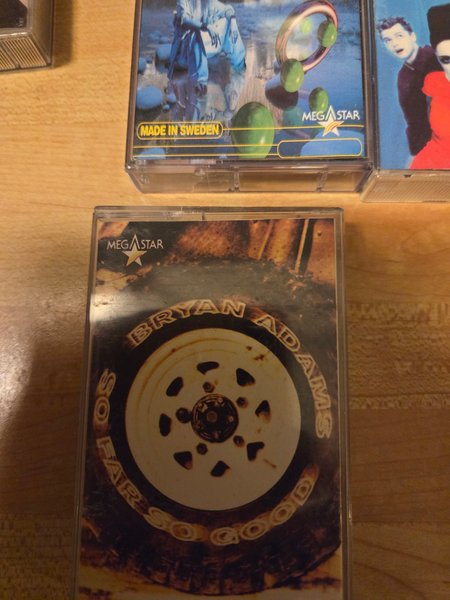 MADE IN SWEDEN
MEGASTAR
MEGASTAR
BRYAN ADAMS
SO FAR SO GOOD